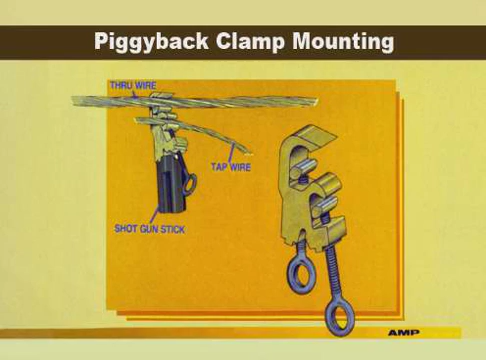 Piggyback Clamp Mounting
THRU WIRE
TAP WIRE
SHOT GUN STICK
AMP